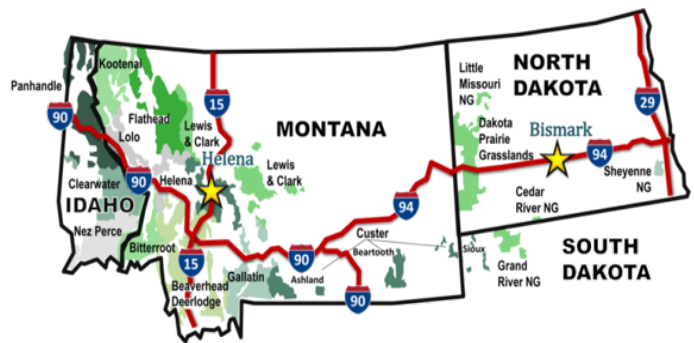 Kootenai
Panhandle
90
Flathead
Lolo
15
Lewis
& Clark
MONTANA
Little
Missouri
NG
NORTH
DAKOTA
29
Dakota
Prairie
Grasslands
Bismark
94
Sheyenne
NG
Cedar
River NG
Helena
Helena
Lewis
& Clark
90
Clearwater
IDAHO
Nez Perce
Bitterroot
15
Beaverhead
Deerlodge
Gallatin
90
Ashland
Custer
Beartooth
94
90
Sioux
Grand
River NG
SOUTH
DAKOTA